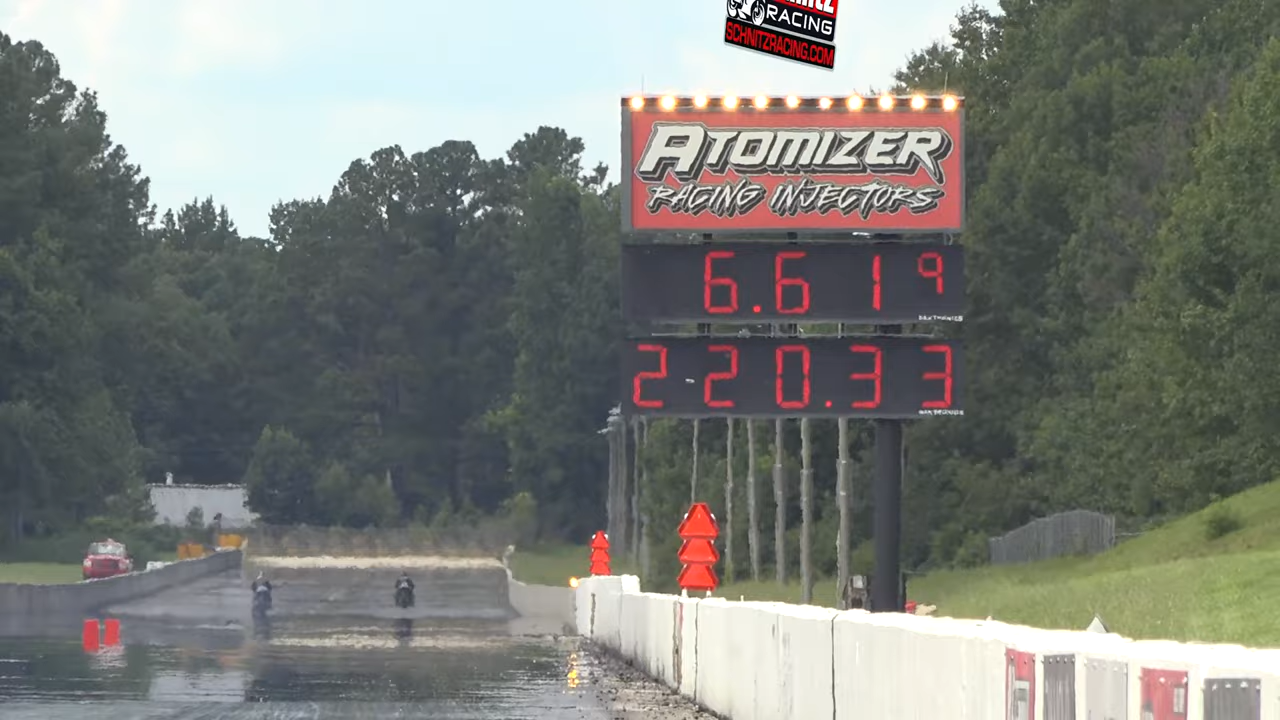 RACING
SCHNITZRACING.COM
ATOMIZER
RACING INJECTORS
6.619
220.33